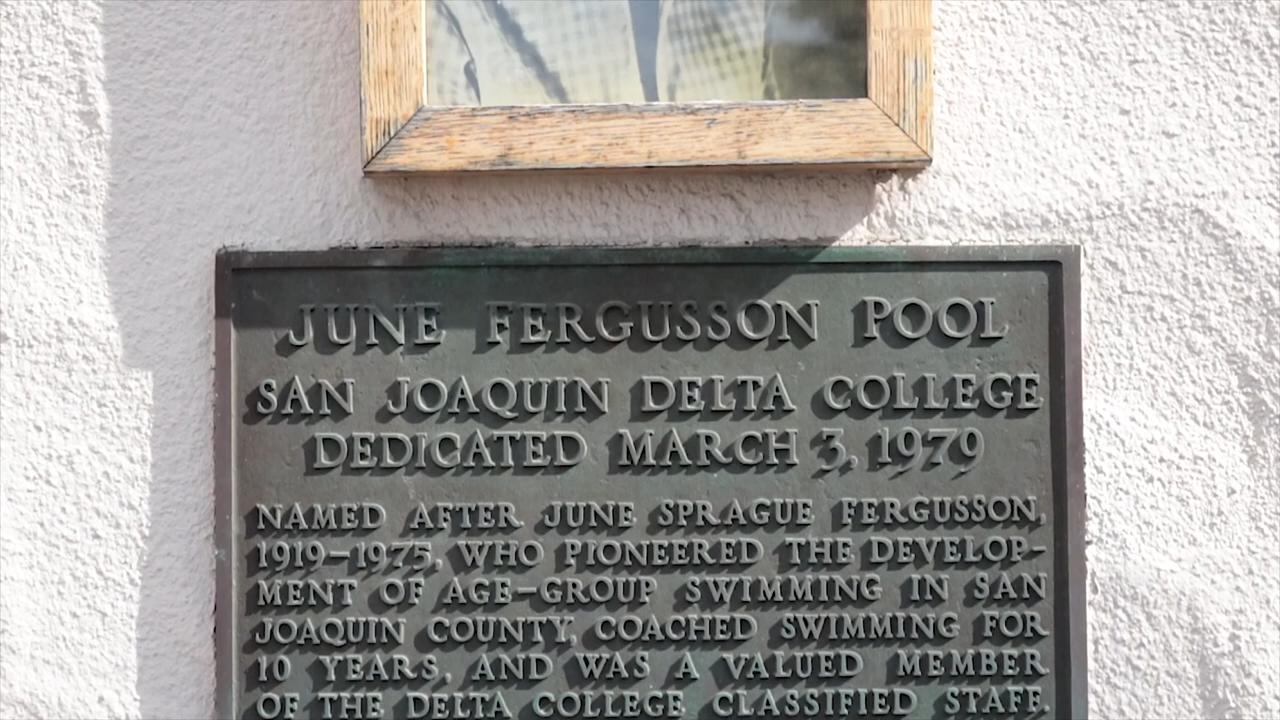 JUNE FERGUSSON POOL
SAN JOAQUIN DELTA COLLEGE
DEDICATED MARCH 3, 1979
NAMED AFTER JUNE SPRAGUE FERGUSSON,
1919–1975, WHO PIONEERED THE DEVELOP–
MENT OF AGE–GROUP SWIMMING IN SAN
JOAQUIN COUNTY, COACHED SWIMMING FOR
10 YEARS, AND WAS A VALUED MEMBER
OF THE DELTA COLLEGE CLASSIFIED STAFF.